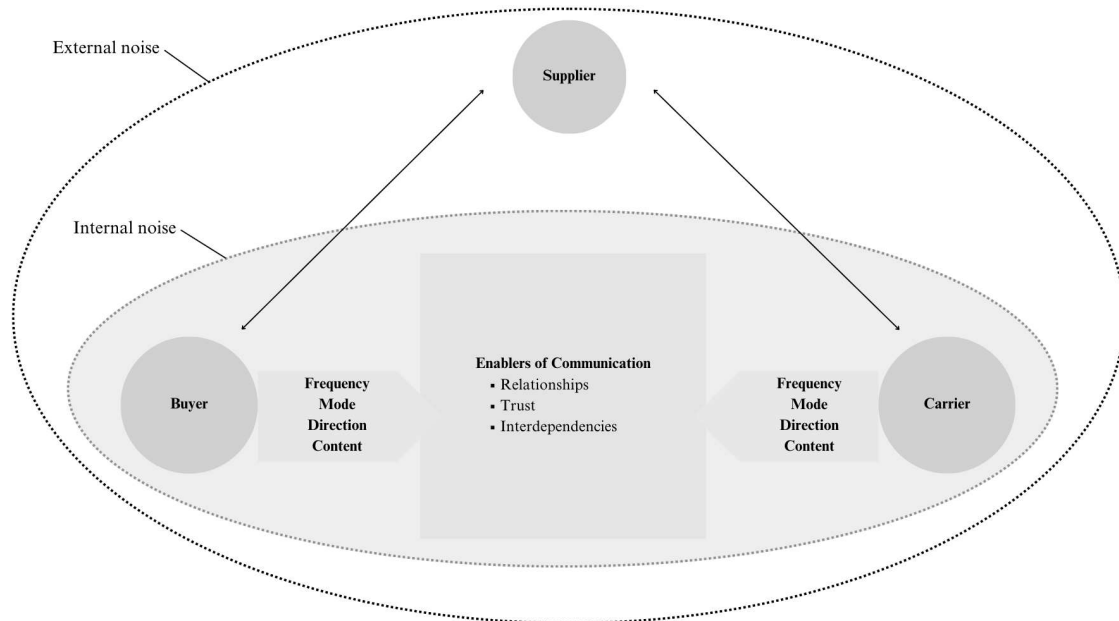 External noise
Supplier
Internal noise
Buyer
Frequency
Mode
Direction
Content
Enablers of Communication
▪ Relationships
▪ Trust
▪ Interdependencies
Frequency
Mode
Direction
Content
Carrier